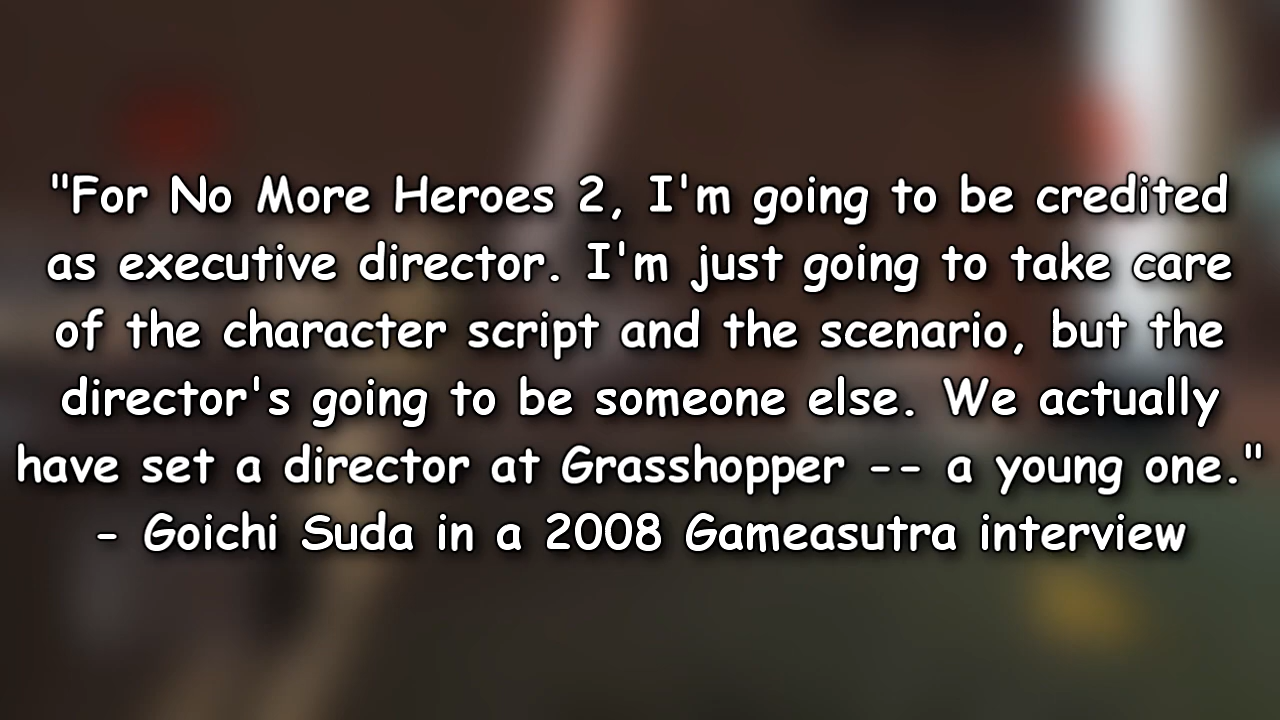 "For No More Heroes 2, I'm going to be credited
as executive director. I'm just going to take care
of the character script and the scenario, but the
director's going to be someone else. We actually
have set a director at Grasshopper -- a young one."
- Goichi Suda in a 2008 Gameasutra interview